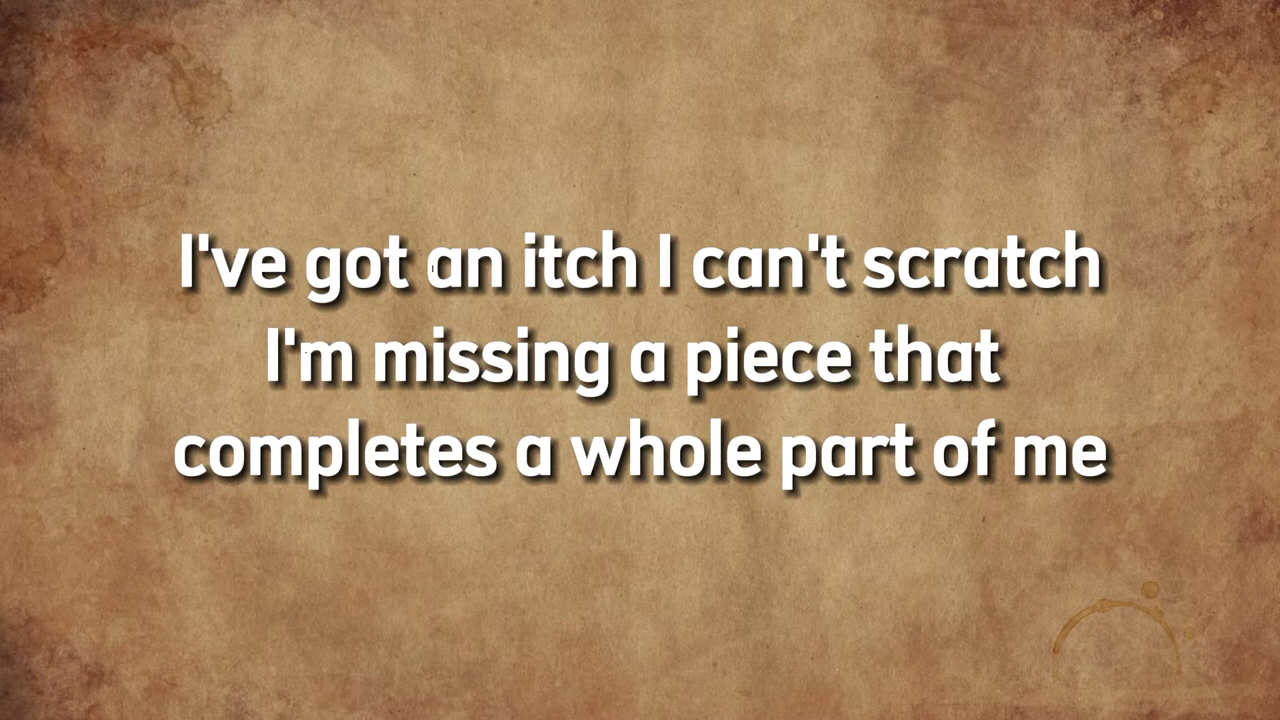 I've got an itch I can't scratch
I'm missing a piece that
completes a whole part of me